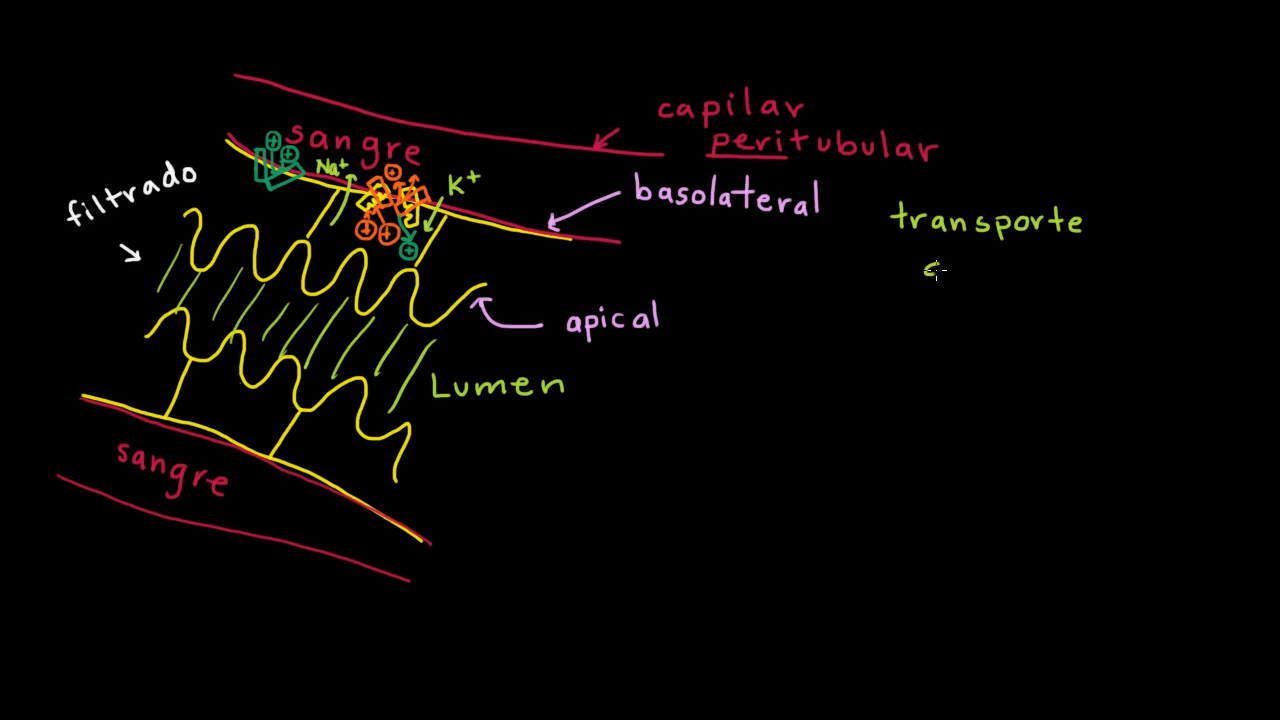 capilar
peritubular
sangre
Na+
K+
basolateral
filtrado
transporte
apical
Lumen
sangre